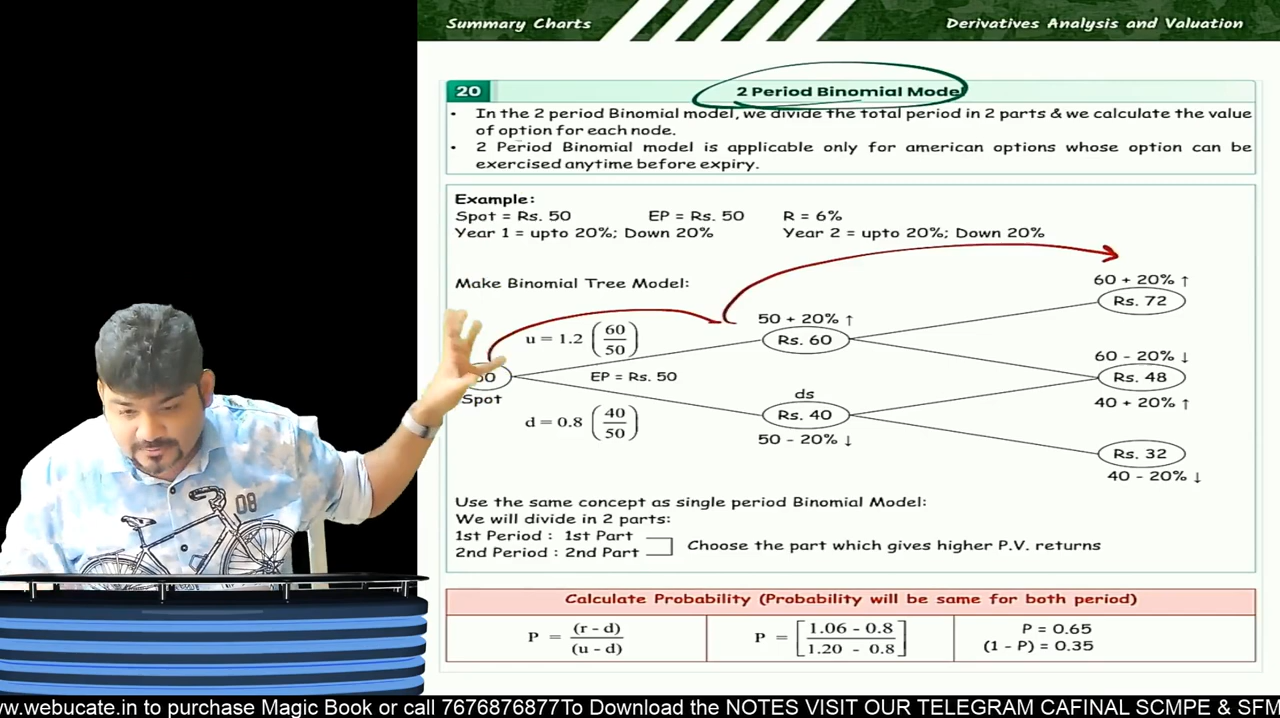 Summary Charts
Derivatives Analysis and Valuation
20
2 Period Binomial Model
• In the 2 period Binomial model, we divide the total period in 2 parts & we calculate the value
of option for each node.
• 2 Period Binomial model is applicable only for american options whose option can be
exercised anytime before expiry.
Example:
Spot = Rs. 50 EP = Rs. 50 R = 6%
Year 1 = upto 20%; Down 20% Year 2 = upto 20%; Down 20%
Make Binomial Tree Model:
60 + 20% ↑
Rs. 72
50 + 20% ↑
u = 1.2 (60/50)
Rs. 60
60 - 20% ↓
EP = Rs. 50
Rs. 48
Spot
ds
40 + 20% ↑
d = 0.8 (40/50)
Rs. 40
50 - 20% ↓
Rs. 32
40 - 20% ↓
Use the same concept as single period Binomial Model:
We will divide in 2 parts:
1st Period : 1st Part
2nd Period : 2nd Part
Choose the part which gives higher P.V. returns
Calculate Probability (Probability will be same for both period)
P = (r - d)/(u - d)
P = [1.06 - 0.8/1.20 - 0.8]
P = 0.65
(1 - P) = 0.35
08
www.webucate.in to purchase Magic Book or call 7676876877To Download the NOTES VISIT OUR TELEGRAM CAFINAL SCMPE & SFM